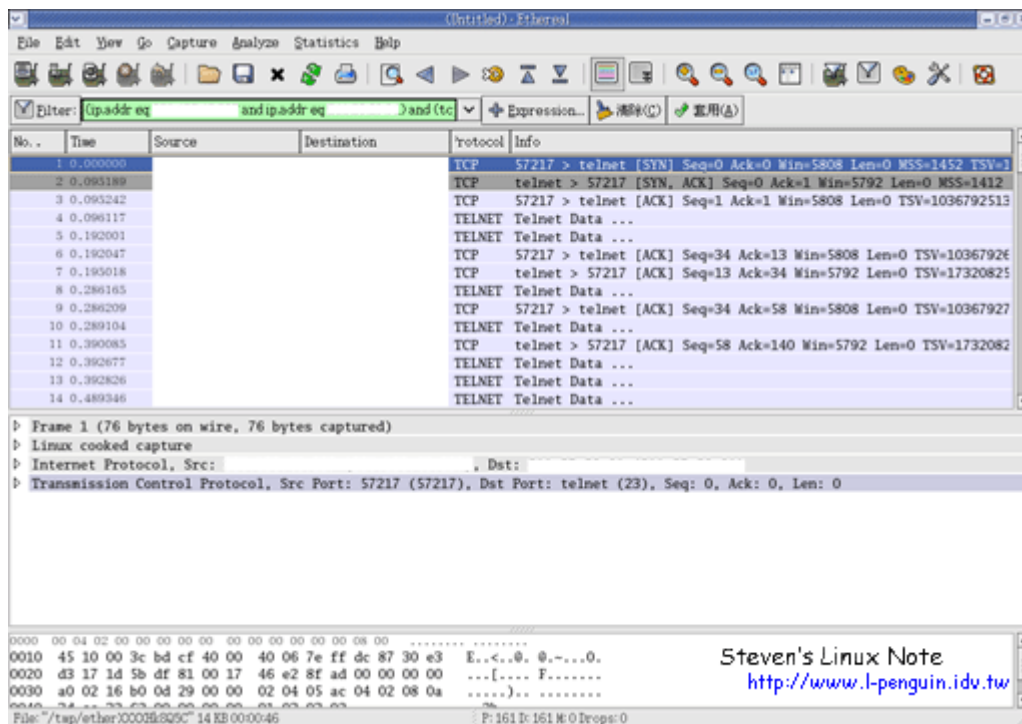 (Untitled) - Ethereal
File Edit View Go Capture Analyze Statistics Help
Filter: (ip.addr eq and ip.addr eq ) and (tc Expression... 清除(C) 套用(A)
No. . Time Source Destination Protocol Info
1 0.000000 TCP 57217 > telnet [SYN] Seq=0 Ack=0 Win=5808 Len=0 MSS=1452 TSV=1
2 0.095189 TCP telnet > 57217 [SYN, ACK] Seq=0 Ack=1 Win=5792 Len=0 MSS=1412
3 0.095242 TCP 57217 > telnet [ACK] Seq=1 Ack=1 Win=5808 Len=0 TSV=1036792513
4 0.096117 TELNET Telnet Data ...
5 0.192001 TELNET Telnet Data ...
6 0.192047 TCP 57217 > telnet [ACK] Seq=34 Ack=13 Win=5808 Len=0 TSV=10367926
7 0.195018 TCP telnet > 57217 [ACK] Seq=13 Ack=34 Win=5792 Len=0 TSV=17320825
8 0.286165 TELNET Telnet Data ...
9 0.286209 TCP 57217 > telnet [ACK] Seq=34 Ack=58 Win=5808 Len=0 TSV=10367927
10 0.289104 TELNET Telnet Data ...
11 0.390085 TCP telnet > 57217 [ACK] Seq=58 Ack=140 Win=5792 Len=0 TSV=1732082
12 0.392677 TELNET Telnet Data ...
13 0.392826 TELNET Telnet Data ...
14 0.489346 TELNET Telnet Data ...
Frame 1 (76 bytes on wire, 76 bytes captured)
Linux cooked capture
Internet Protocol, Src: , Dst:
Transmission Control Protocol, Src Port: 57217 (57217), Dst Port: telnet (23), Seq: 0, Ack: 0, Len: 0
0000 00 04 02 00 00 00 00 00 00 00 00 00 00 00 08 00 ........ ........
0010 45 10 00 3c bd cf 40 00 40 06 7e ff dc 87 30 e3 E..<..@. @.~...0.
0020 d3 17 1d 5b df 81 00 17 46 e2 8f ad 00 00 00 00 ...[.... F.......
0030 a0 02 16 b0 0d 29 00 00 02 04 05 ac 04 02 08 0a .....).. ........
Steven's Linux Note
http://www.l-penguin.idv.tw
14 KB 00:00:46 P: 161 D: 161 M: 0 Drops: 0